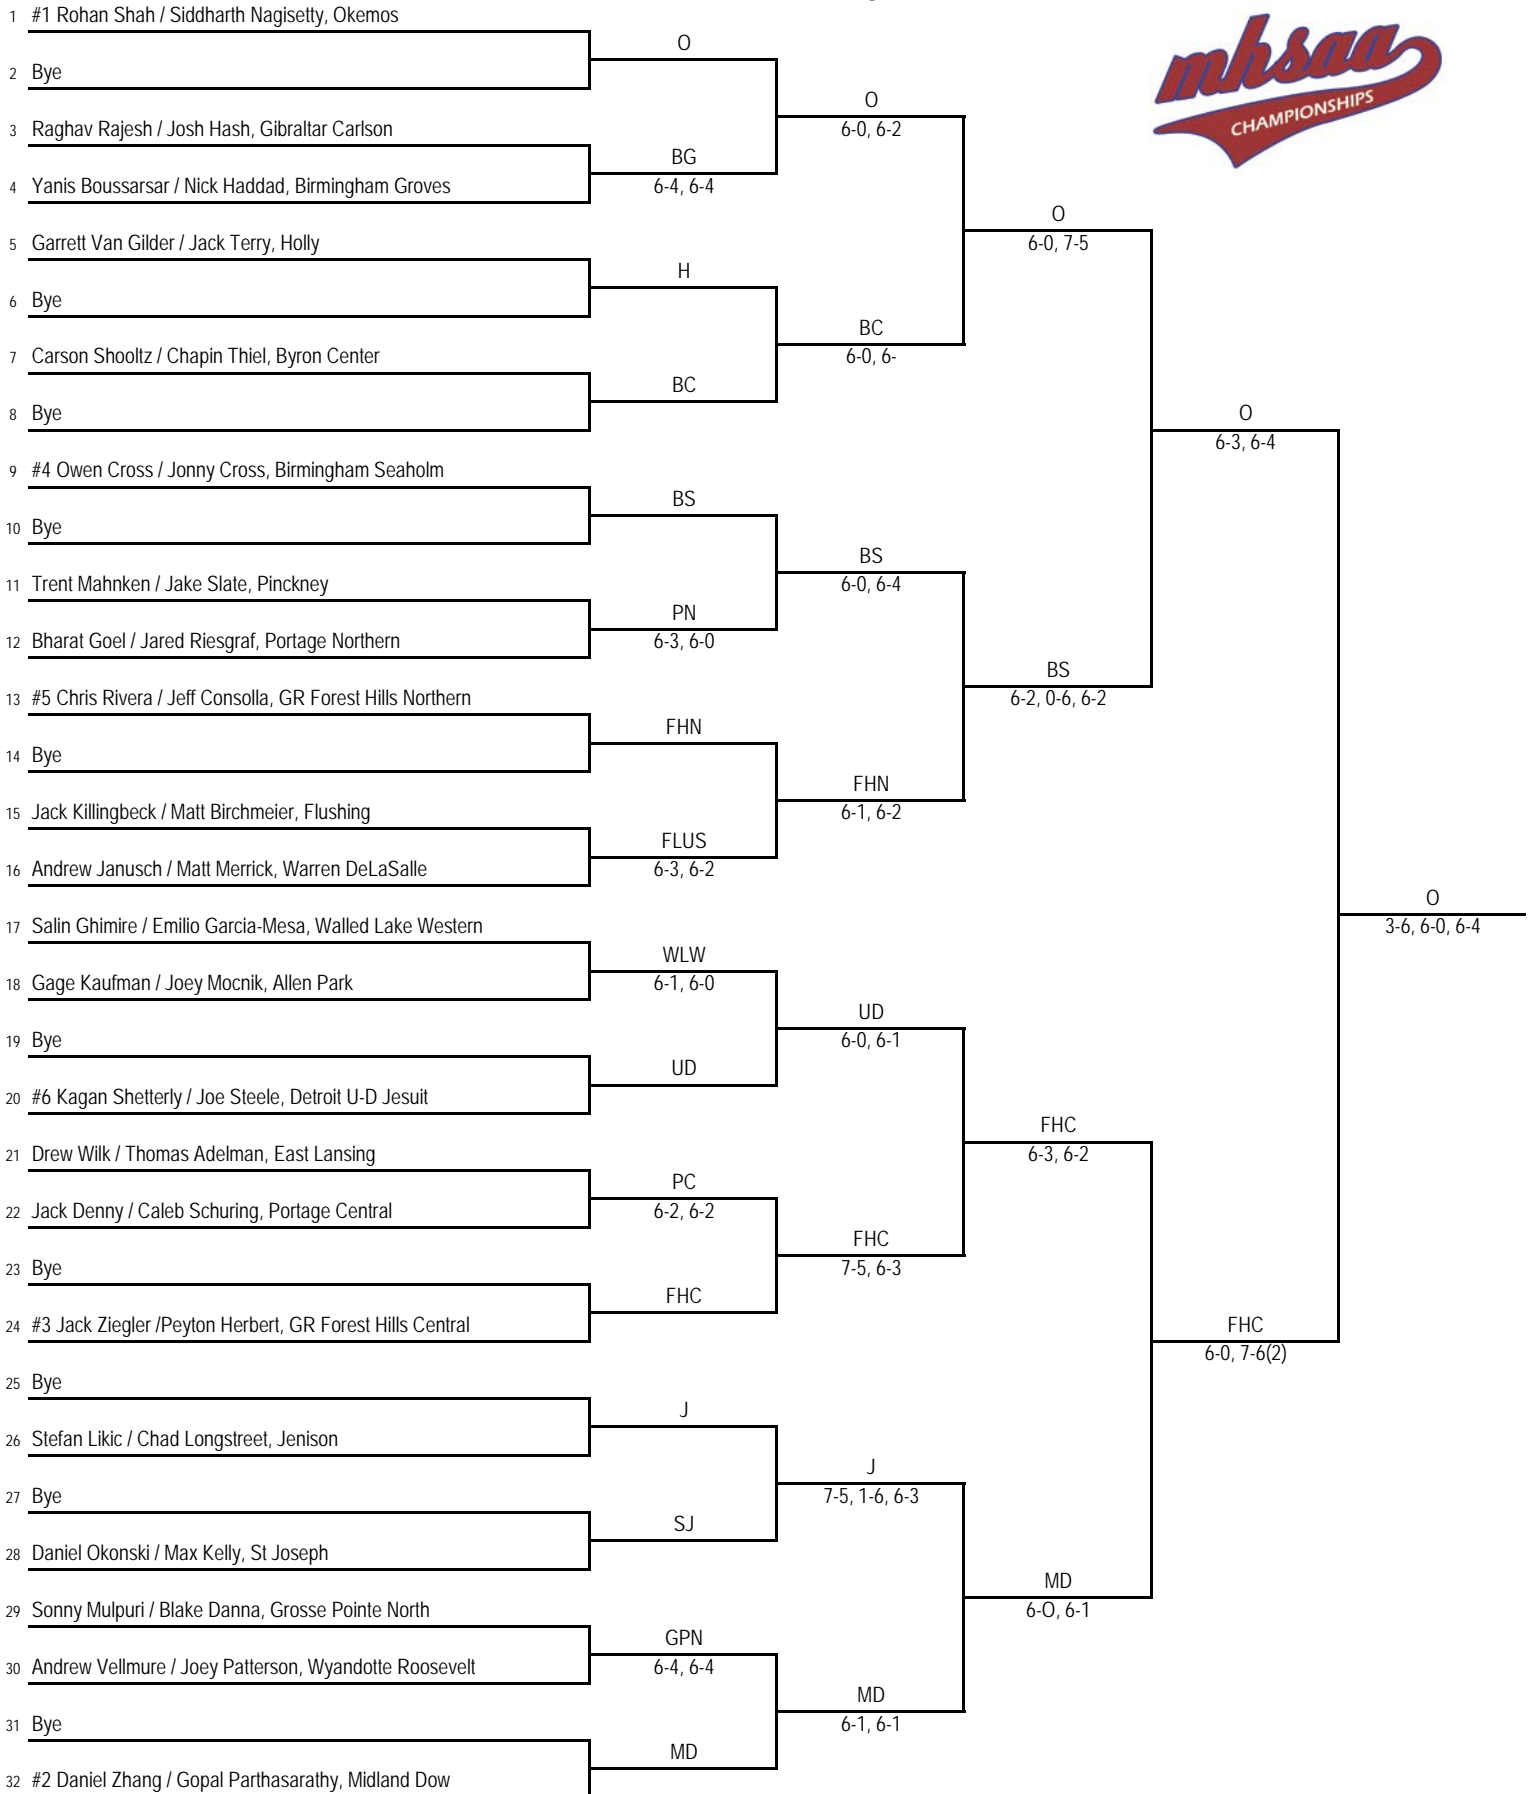 1 #1 Rohan Shah / Siddharth Nagisetty, Okemos
O
2 Bye
O
6-0, 6-2
3 Raghav Rajesh / Josh Hash, Gibraltar Carlson
BG
6-4, 6-4
4 Yanis Boussarsar / Nick Haddad, Birmingham Groves
O
6-0, 7-5
5 Garrett Van Gilder / Jack Terry, Holly
H
6 Bye
BC
6-0, 6-
7 Carson Shooltz / Chapin Thiel, Byron Center
BC
8 Bye
O
6-3, 6-4
9 #4 Owen Cross / Jonny Cross, Birmingham Seaholm
BS
10 Bye
BS
6-0, 6-4
11 Trent Mahnken / Jake Slate, Pinckney
PN
6-3, 6-0
12 Bharat Goel / Jared Riesgraf, Portage Northern
BS
6-2, 0-6, 6-2
13 #5 Chris Rivera / Jeff Consolla, GR Forest Hills Northern
FHN
14 Bye
FHN
6-1, 6-2
15 Jack Killingbeck / Matt Birchmeier, Flushing
FLUS
6-3, 6-2
16 Andrew Janusch / Matt Merrick, Warren DeLaSalle
O
3-6, 6-0, 6-4
17 Salin Ghimire / Emilio Garcia-Mesa, Walled Lake Western
WLW
6-1, 6-0
18 Gage Kaufman / Joey Mocnik, Allen Park
UD
6-0, 6-1
19 Bye
UD
20 #6 Kagan Shetterly / Joe Steele, Detroit U-D Jesuit
FHC
6-3, 6-2
21 Drew Wilk / Thomas Adelman, East Lansing
PC
6-2, 6-2
22 Jack Denny / Caleb Schuring, Portage Central
FHC
7-5, 6-3
23 Bye
FHC
24 #3 Jack Ziegler /Peyton Herbert, GR Forest Hills Central
FHC
6-0, 7-6(2)
25 Bye
J
26 Stefan Likic / Chad Longstreet, Jenison
J
7-5, 1-6, 6-3
27 Bye
SJ
28 Daniel Okonski / Max Kelly, St Joseph
MD
6-O, 6-1
29 Sonny Mulpuri / Blake Danna, Grosse Pointe North
GPN
6-4, 6-4
30 Andrew Vellmure / Joey Patterson, Wyandotte Roosevelt
MD
6-1, 6-1
31 Bye
MD
32 #2 Daniel Zhang / Gopal Parthasarathy, Midland Dow
mhsaa
CHAMPIONSHIPS